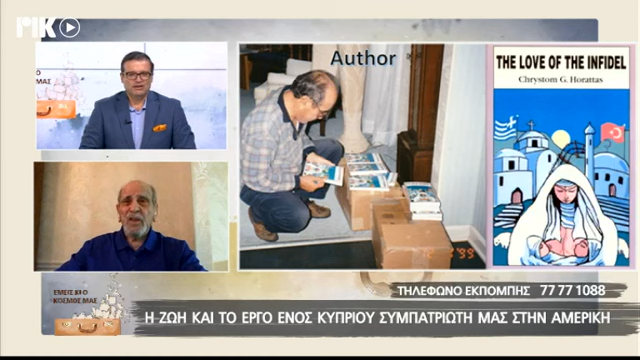 ΡΙΚ
Author
THE LOVE OF THE INFIDEL
Chrystom G. Horattas
'99
ΕΜΕΙΣ ΚΙ Ο
ΚΟΣΜΟΣ ΜΑΣ
ΤΗΛΕΦΩΝΟ ΕΚΠΟΜΠΗΣ 77 77 1088
Η ΖΩΗ ΚΑΙ ΤΟ ΕΡΓΟ ΕΝΟΣ ΚΥΠΡΙΟΥ ΣΥΜΠΑΤΡΙΩΤΗ ΜΑΣ ΣΤΗΝ ΑΜΕΡΙΚΗ